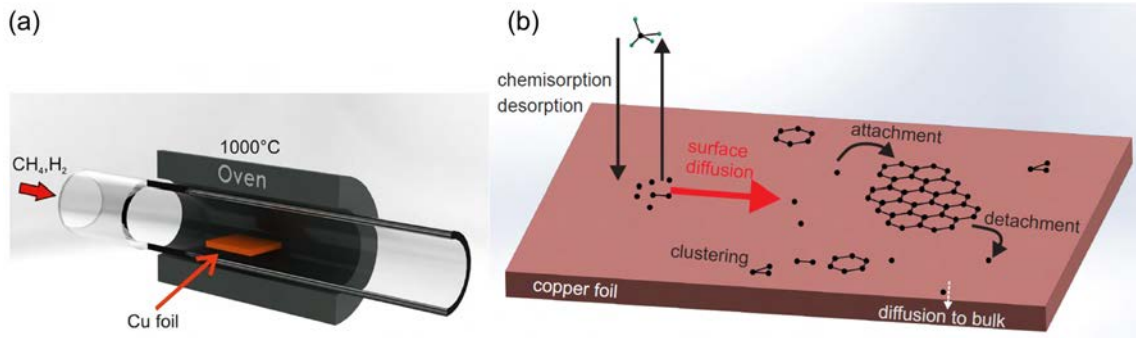 (a)
1000°C
Oven
CH₄,H₂
Cu foil
(b)
chemisorption
desorption
attachment
surface
diffusion
detachment
clustering
copper foil
diffusion to bulk